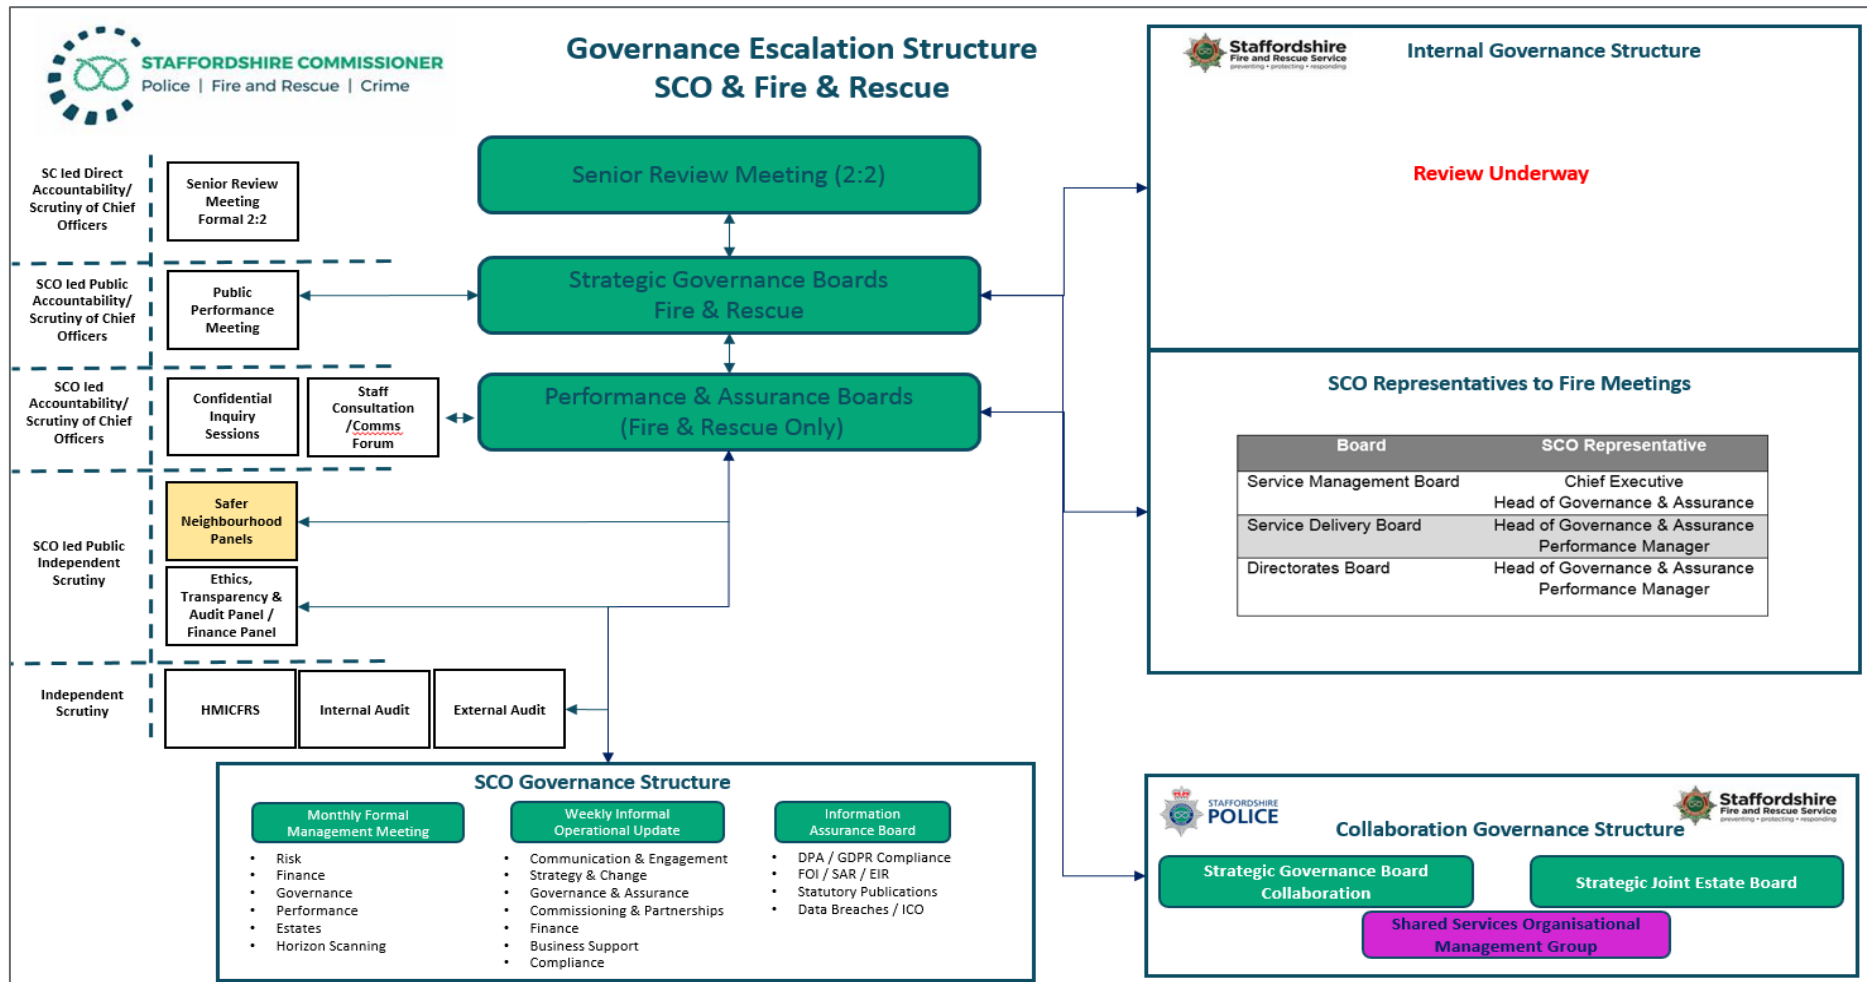 STAFFORDSHIRE COMMISSIONER
Police | Fire and Rescue | Crime
Governance Escalation Structure
SCO & Fire & Rescue
SC led Direct
Accountability/
Scrutiny of Chief
Officers
Senior Review
Meeting
Formal 2:2
Senior Review Meeting (2:2)
SCO led Public
Accountability/
Scrutiny of Chief
Officers
Public
Performance
Meeting
Strategic Governance Boards
Fire & Rescue
SCO led
Accountability/
Scrutiny of Chief
Officers
Confidential
Inquiry
Sessions
Staff
Consultation
/Comms
Forum
Performance & Assurance Boards
(Fire & Rescue Only)
SCO led Public
Independent
Scrutiny
Safer
Neighbourhood
Panels
Ethics,
Transparency &
Audit Panel /
Finance Panel
Independent
Scrutiny
HMICFRS
Internal Audit
External Audit
SCO Governance Structure
Monthly Formal
Management Meeting
• Risk
• Finance
• Governance
• Performance
• Estates
• Horizon Scanning
Weekly Informal
Operational Update
• Communication & Engagement
• Strategy & Change
• Governance & Assurance
• Commissioning & Partnerships
• Finance
• Business Support
• Compliance
Information
Assurance Board
• DPA / GDPR Compliance
• FOI / SAR / EIR
• Statutory Publications
• Data Breaches / ICO
Staffordshire
Fire and Rescue Service
preventing • protecting • responding
Internal Governance Structure
Review Underway
SCO Representatives to Fire Meetings
Board SCO Representative
Service Management Board Chief Executive
Head of Governance & Assurance
Service Delivery Board Head of Governance & Assurance
Performance Manager
Directorates Board Head of Governance & Assurance
Performance Manager
STAFFORDSHIRE
POLICE
Staffordshire
Fire and Rescue Service
preventing • protecting • responding
Collaboration Governance Structure
Strategic Governance Board
Collaboration
Strategic Joint Estate Board
Shared Services Organisational
Management Group